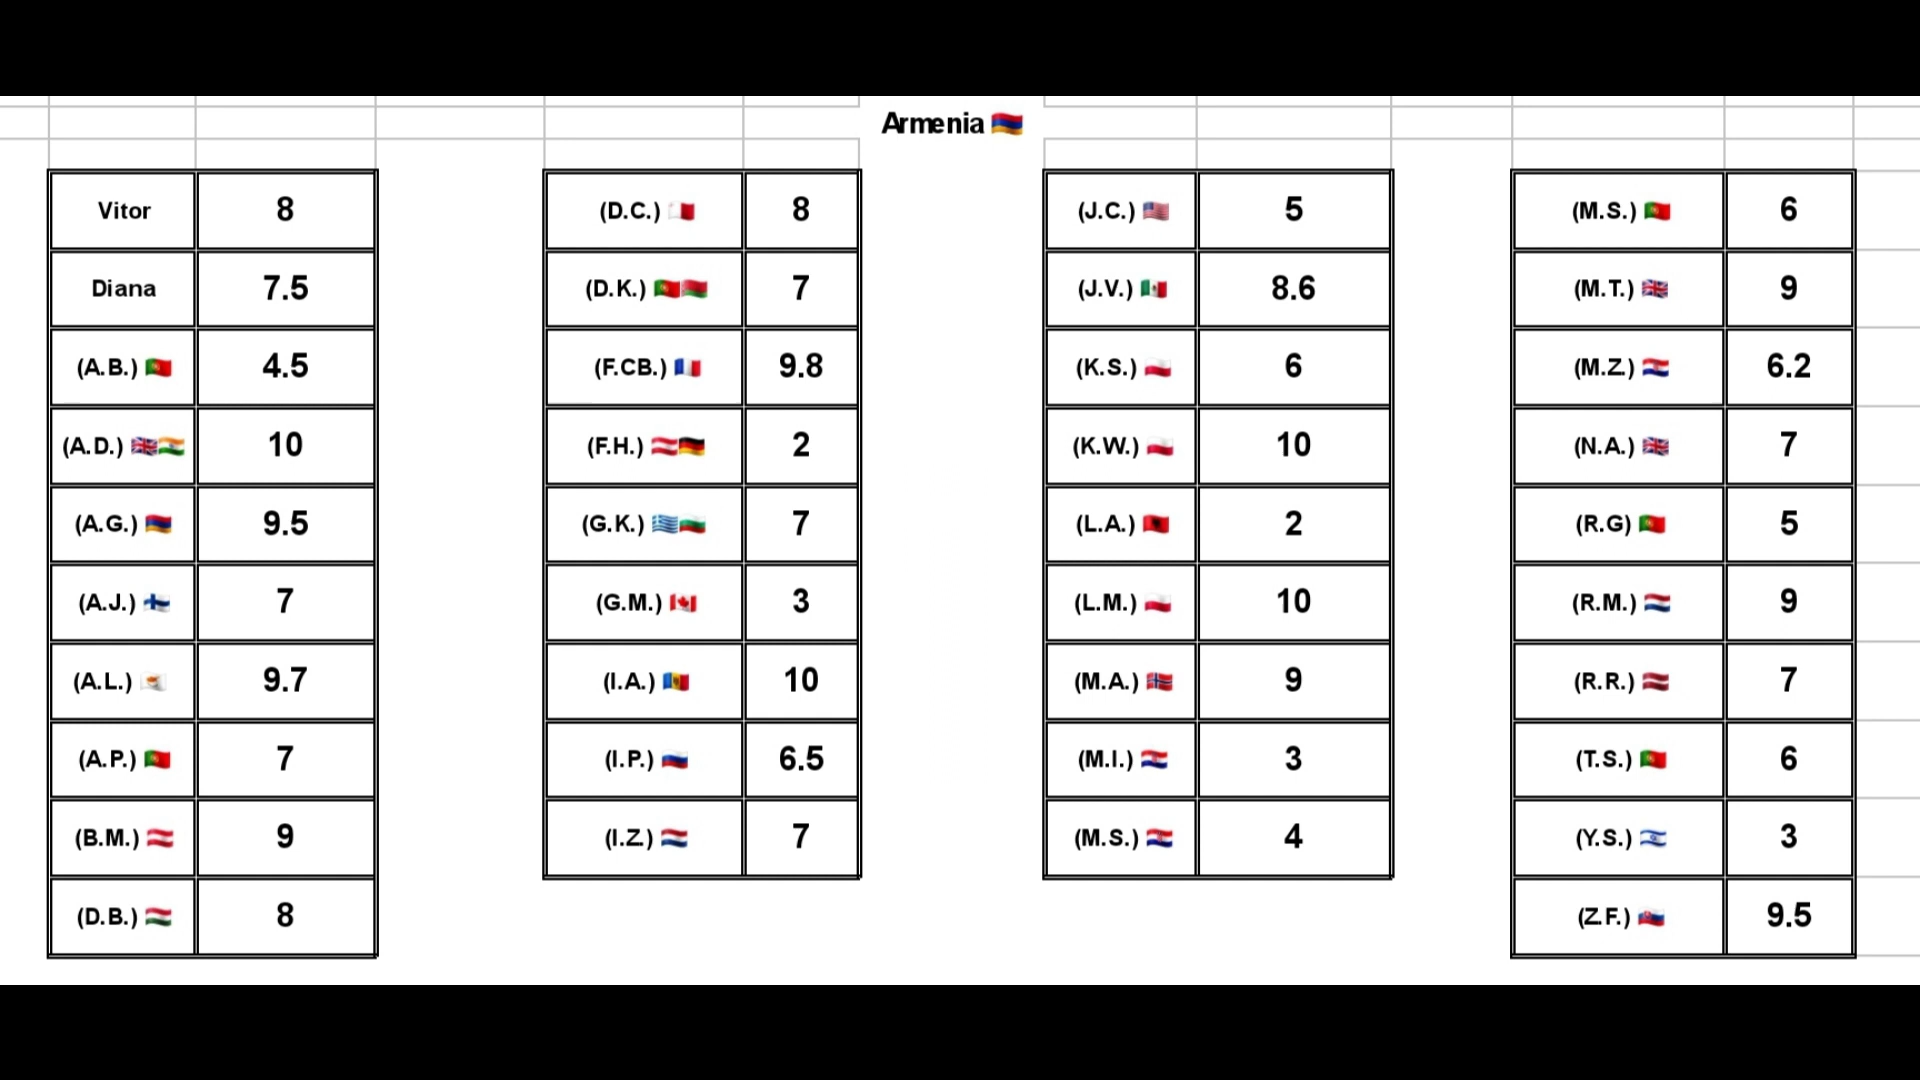 Armenia 🇦🇲
Vitor 8
Diana 7.5
(A.B.) 🇵🇹 4.5
(A.D.) 🇬🇧🇮🇳 10
(A.G.) 🇦🇲 9.5
(A.J.) 🇫🇮 7
(A.L.) 🇨🇾 9.7
(A.P.) 🇵🇹 7
(B.M.) 🇦🇹 9
(D.B.) 🇭🇺 8
(D.C.) 🇲🇹 8
(D.K.) 🇵🇹🇧🇾 7
(F.CB.) 🇫🇷 9.8
(F.H.) 🇦🇹🇩🇪 2
(G.K.) 🇬🇷🇧🇬 7
(G.M.) 🇨🇦 3
(I.A.) 🇲🇩 10
(I.P.) 🇷🇺 6.5
(I.Z.) 🇳🇱 7
(J.C.) 🇺🇸 5
(J.V.) 🇲🇽 8.6
(K.S.) 🇵🇱 6
(K.W.) 🇵🇱 10
(L.A.) 🇦🇱 2
(L.M.) 🇵🇱 10
(M.A.) 🇳🇴 9
(M.I.) 🇭🇷 3
(M.S.) 🇭🇷 4
(M.S.) 🇵🇹 6
(M.T.) 🇬🇧 9
(M.Z.) 🇭🇷 6.2
(N.A.) 🇬🇧 7
(R.G) 🇵🇹 5
(R.M.) 🇳🇱 9
(R.R.) 🇱🇻 7
(T.S.) 🇵🇹 6
(Y.S.) 🇮🇱 3
(Z.F.) 🇸🇰 9.5